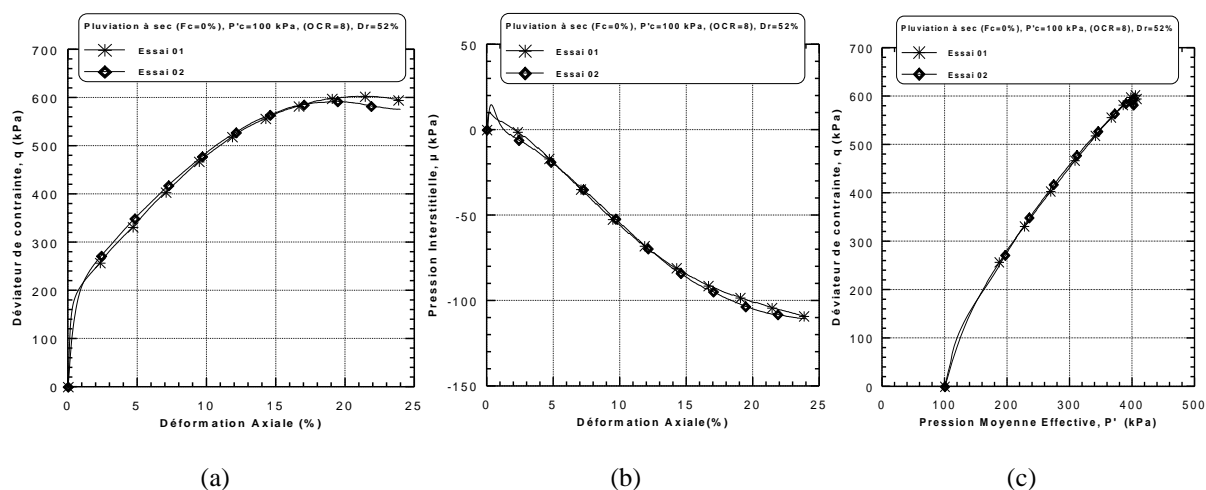 Pluviation à sec (Fc=0%), P'c=100 kPa, (OCR=8), Dr=52%
Essai 01
Essai 02
700
600
500
400
300
200
100
0
Déviateur de contrainte, q (kPa)
0 5 10 15 20 25
Déformation Axiale (%)
(a)
Pluviation à sec (Fc=0%), P'c=100 kPa, (OCR=8), Dr=52%
Essai 01
Essai 02
50
0
-50
-100
-150
Pression Interstitielle, µ (kPa)
0 5 10 15 20 25
Déformation Axiale(%)
(b)
Pluviation à sec (Fc=0%), P'c=100 kPa, (OCR=8), Dr=52%
Essai 01
Essai 02
700
600
500
400
300
200
100
0
Déviateur de contrainte, q (kPa)
0 100 200 300 400 500
Pression Moyenne Effective, P' (kPa)
(c)